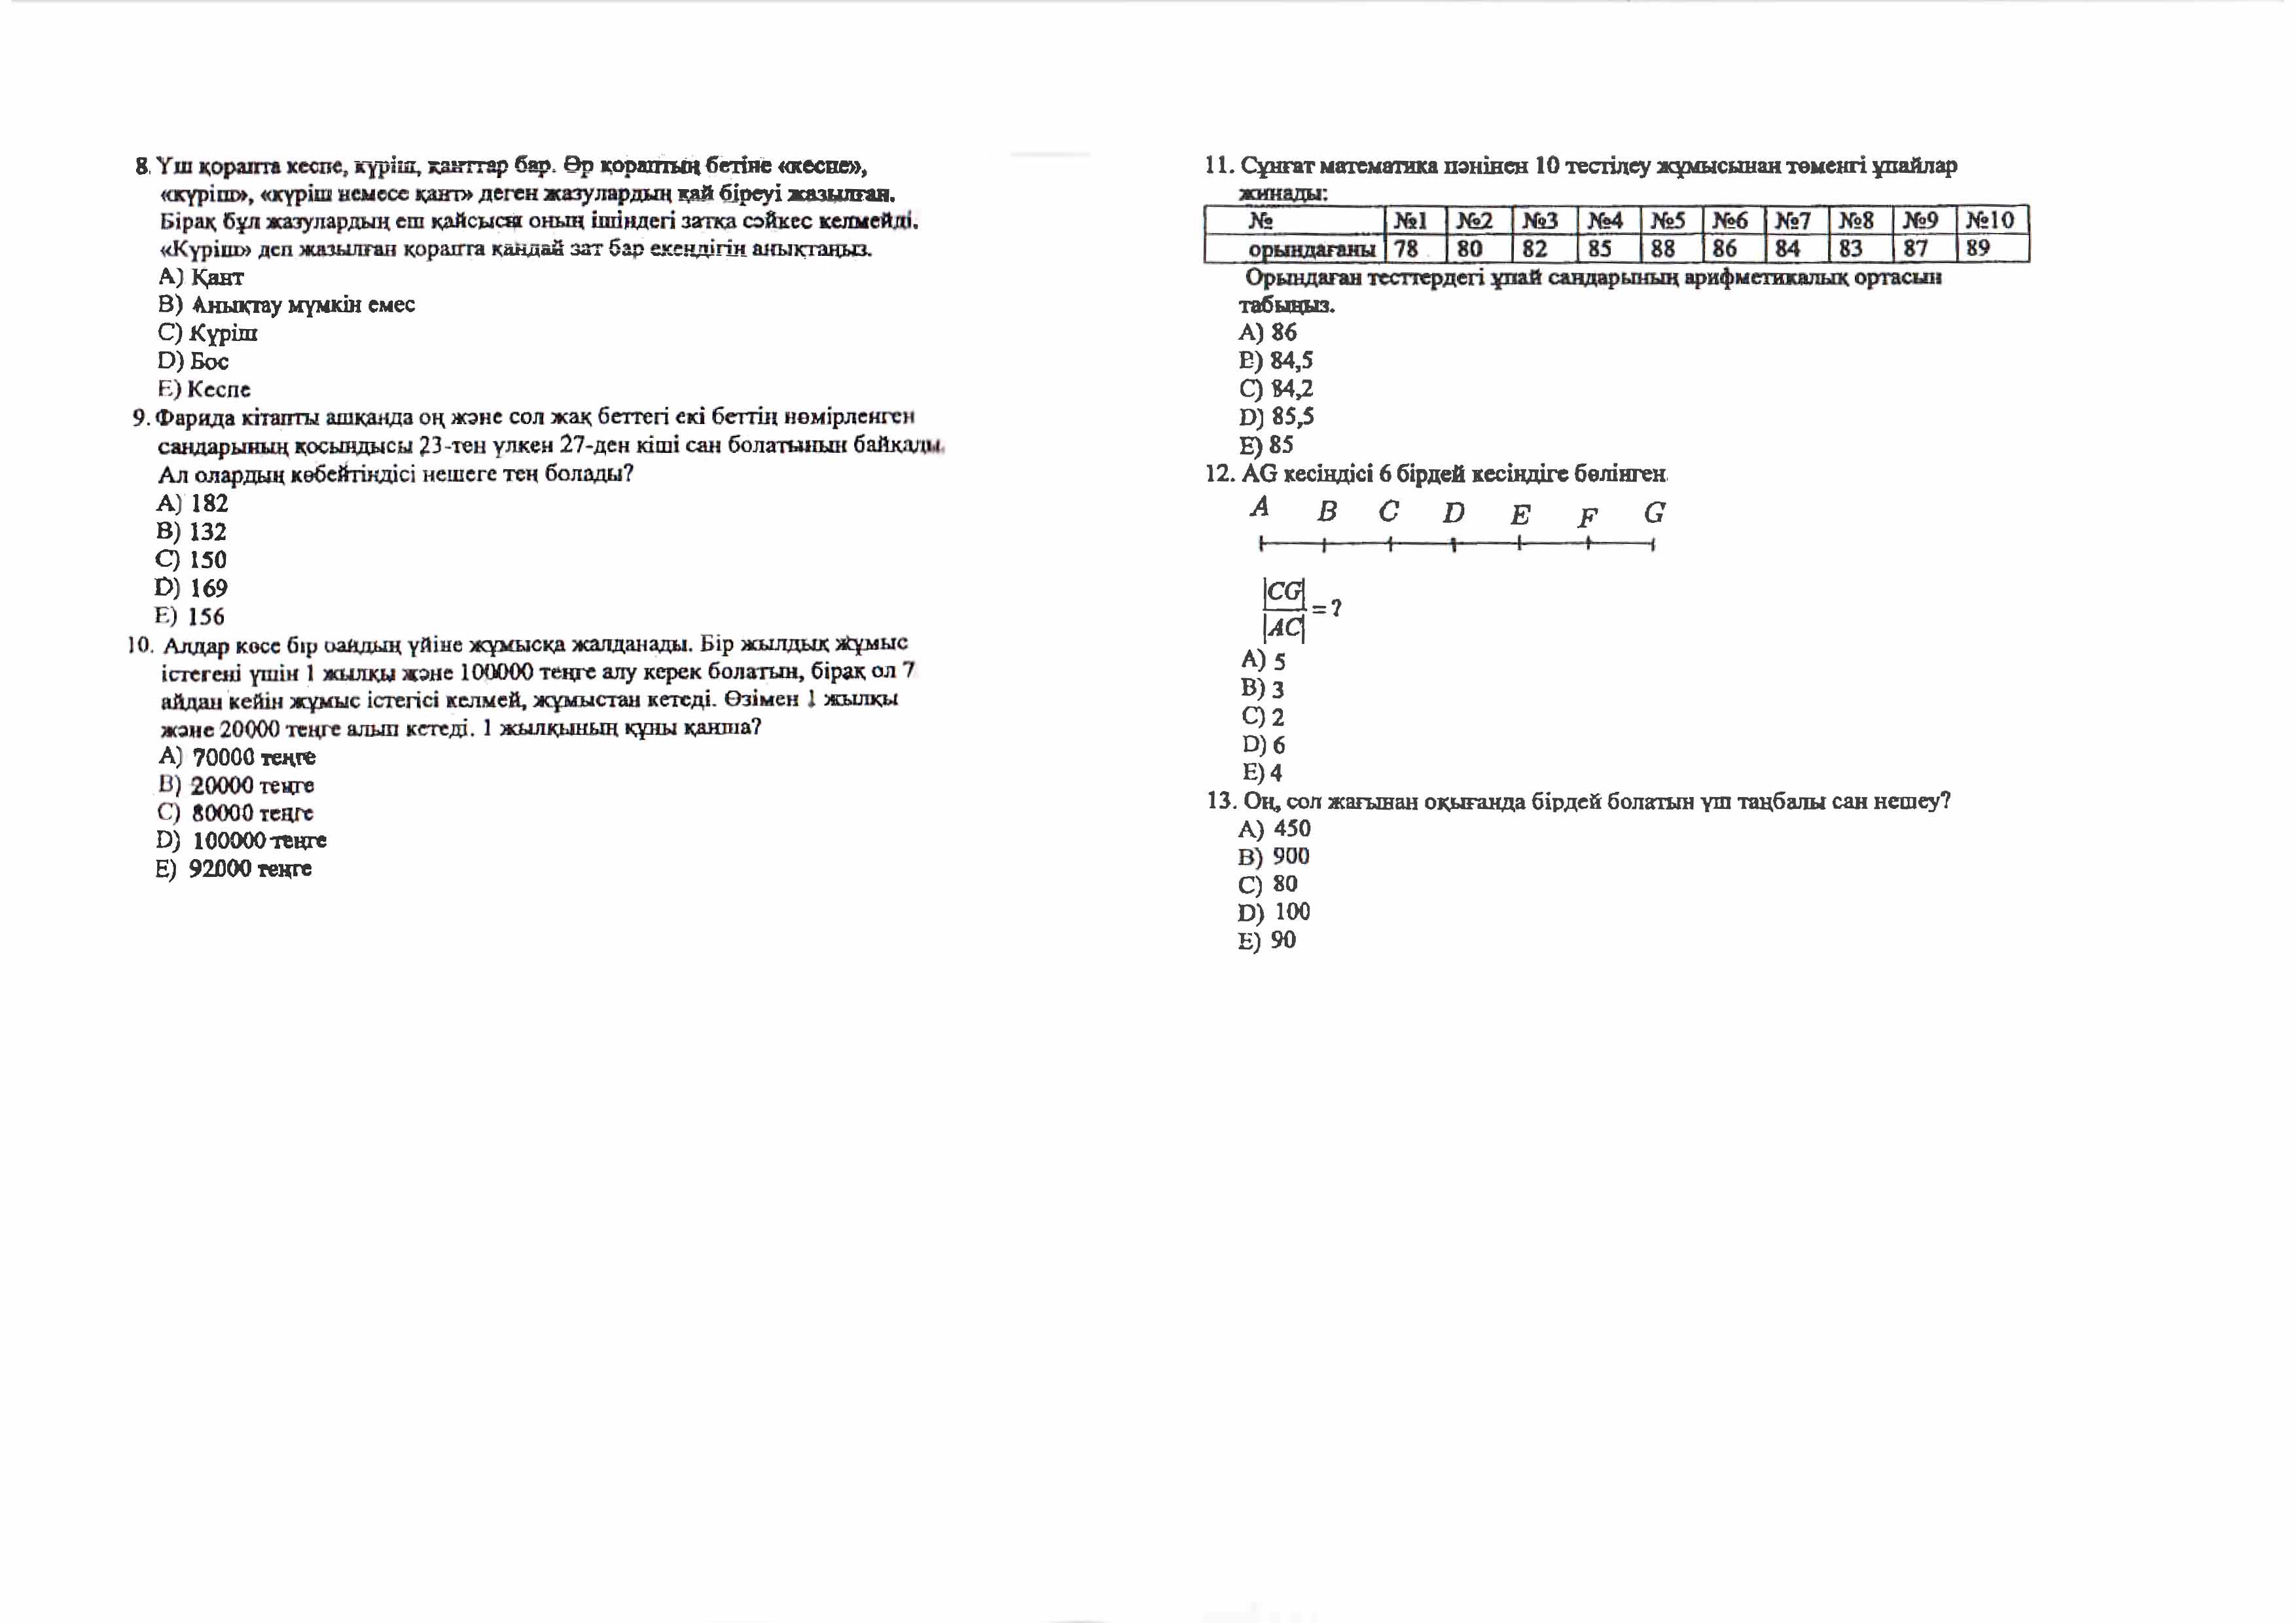 8. Үш қорапта кеспе, күріш, қанттар бар. Әр қораптың бетіне «кеспе»,
«күріш», «күріш немесе қант» деген жазулардың қай біреуі жазылған.
Бірақ бұл жазулардың еш қайсысы оның ішіндегі затқа сәйкес келмейді.
«Күріш» деп жазылған қорапта қандай зат бар екендігін анықтаңыз.
A) Қант
B) Анықтау мүмкін емес
C) Күріш
D) Бос
E) Кеспе
9. Фарида кітапты ашқанда оң және сол жақ беттегі екі беттің нөмірленген
сандарының қосындысы 23-тен үлкен 27-ден кіші сан болатынын байқады.
Ал олардың көбейтіндісі нешеге тең болады?
A) 182
B) 132
C) 150
D) 169
E) 156
10. Алдар көсе бір байдың үйіне жұмысқа жалданады. Бір жылдық жұмыс
істегені үшін 1 жылқы және 100000 теңге алу керек болатын, бірақ ол 7
айдан кейін жұмыс істегісі келмей, жұмыстан кетеді. Өзімен 1 жылқы
және 20000 теңге алып кетеді. 1 жылқының құны қанша?
A) 70000 теңге
B) 20000 теңге
C) 80000 теңге
D) 100000 теңге
E) 92000 теңге
11. Сұңғат математика пәнінен 10 тестілеу жұмысынан төменгі ұпайлар
жинады:
№ №1 №2 №3 №4 №5 №6 №7 №8 №9 №10
орындағаны 78 80 82 85 88 86 84 83 87 89
Орындаған тесттердегі ұпай сандарының арифметикалық ортасын
табыңыз.
A) 86
B) 84,5
C) 84,2
D) 85,5
E) 85
12. AG кесіндісі 6 бірдей кесіндіге бөлінген.
A B C D E F G
|CG|
= ?
|AC|
A) 5
B) 3
C) 2
D) 6
E) 4
13. Оң, сол жағынан оқығанда бірдей болатын үш таңбалы сан нешеу?
A) 450
B) 900
C) 80
D) 100
E) 90